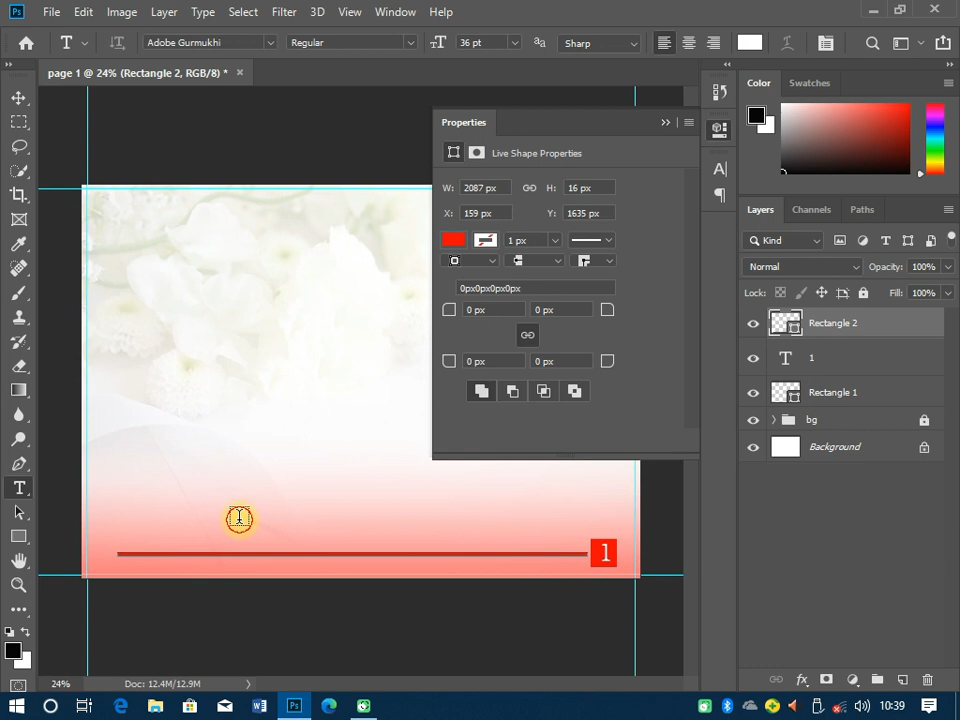 Ps File Edit Image Layer Type Select Filter 3D View Window Help
T Adobe Gurmukhi Regular 36 pt aa Sharp
page 1 @ 24% (Rectangle 2, RGB/8) * ×
Properties
Live Shape Properties
W: 2087 px H: 16 px
X: 159 px Y: 1635 px
1 px
0px0px0px0px
0 px 0 px
0 px 0 px
1
Color Swatches
Layers Channels Paths
Kind
Normal Opacity: 100%
Lock: Fill: 100%
Rectangle 2
T 1
Rectangle 1
bg
Background
fx
24% Doc: 12.4M/12.9M
10:39